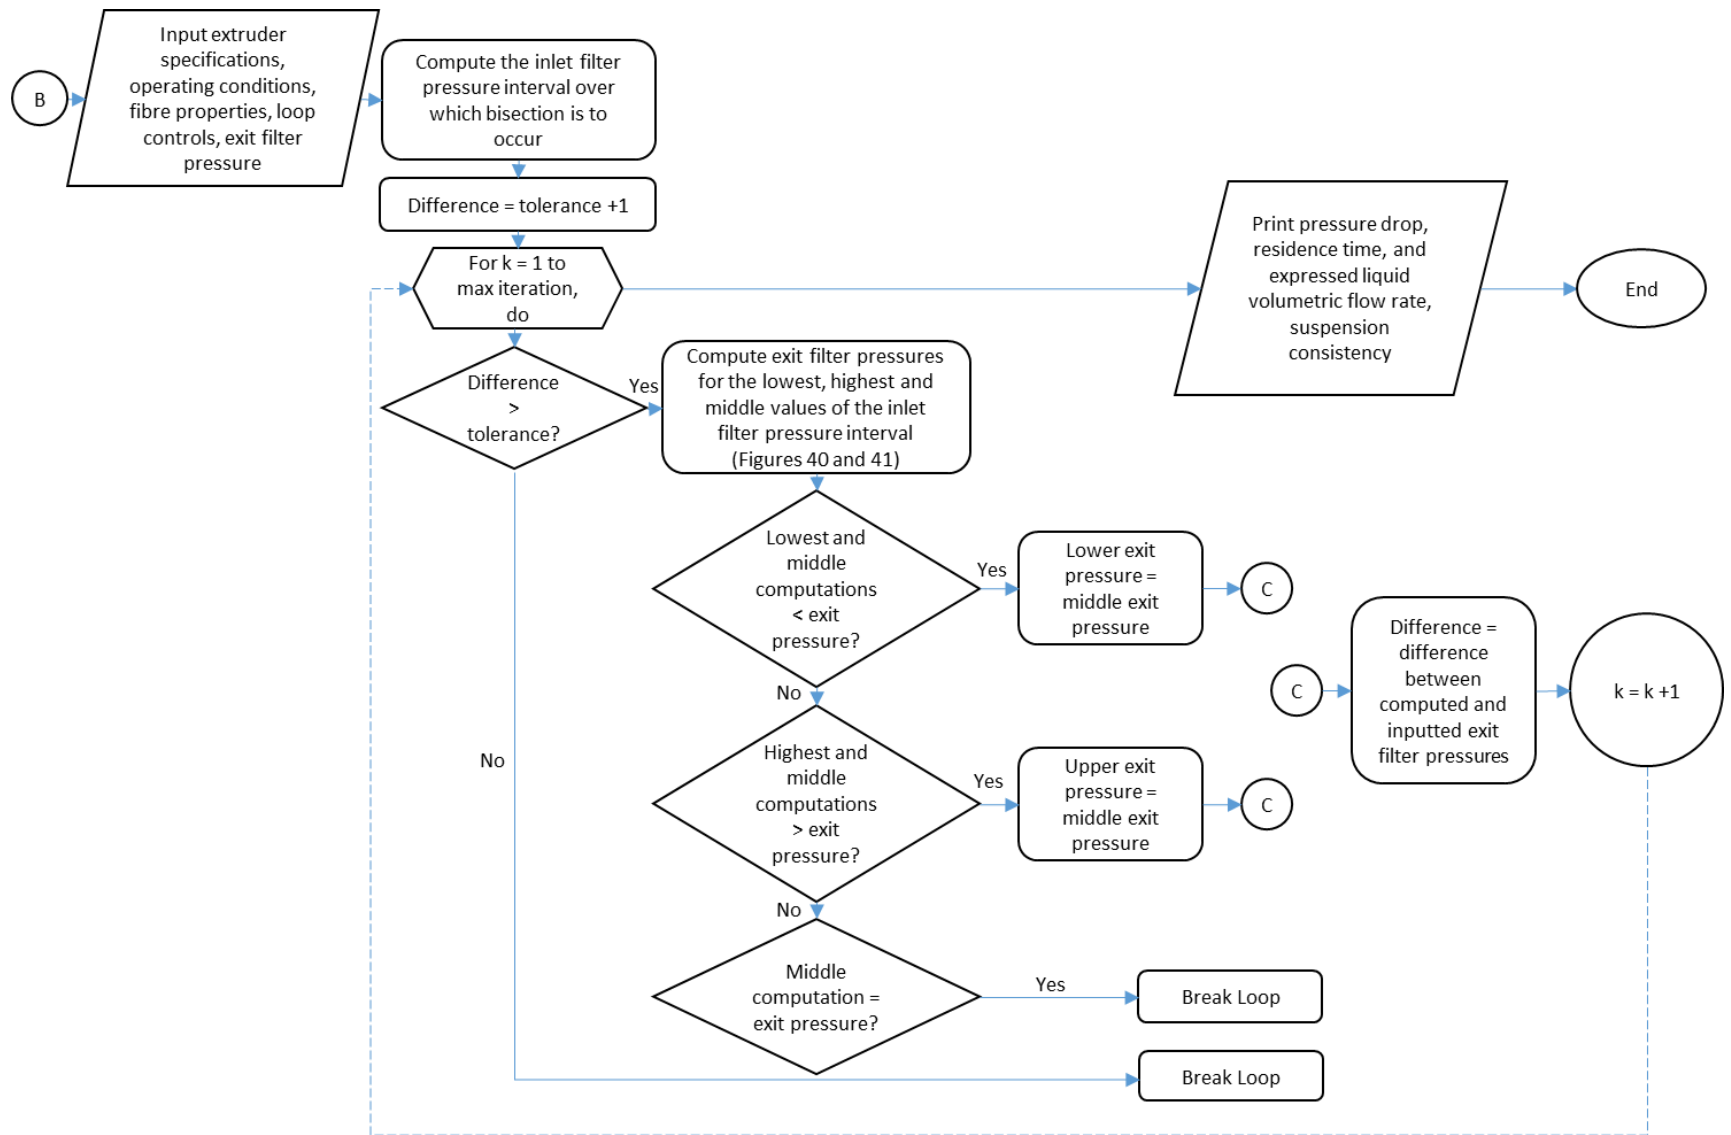 B
Input extruder
specifications,
operating conditions,
fibre properties, loop
controls, exit filter
pressure
Compute the inlet filter
pressure interval over
which bisection is to
occur
Difference = tolerance +1
For k = 1 to
max iteration,
do
Print pressure drop,
residence time, and
expressed liquid
volumetric flow rate,
suspension
consistency
End
Difference
>
tolerance?
Yes
Compute exit filter pressures
for the lowest, highest and
middle values of the inlet
filter pressure interval
(Figures 40 and 41)
Lowest and
middle
computations
< exit
pressure?
Yes
Lower exit
pressure =
middle exit
pressure
C
No
C
Difference =
difference
between
computed and
inputted exit
filter pressures
k = k +1
No
Highest and
middle
computations
> exit
pressure?
Yes
Upper exit
pressure =
middle exit
pressure
C
No
Middle
computation =
exit pressure?
Yes
Break Loop
Break Loop